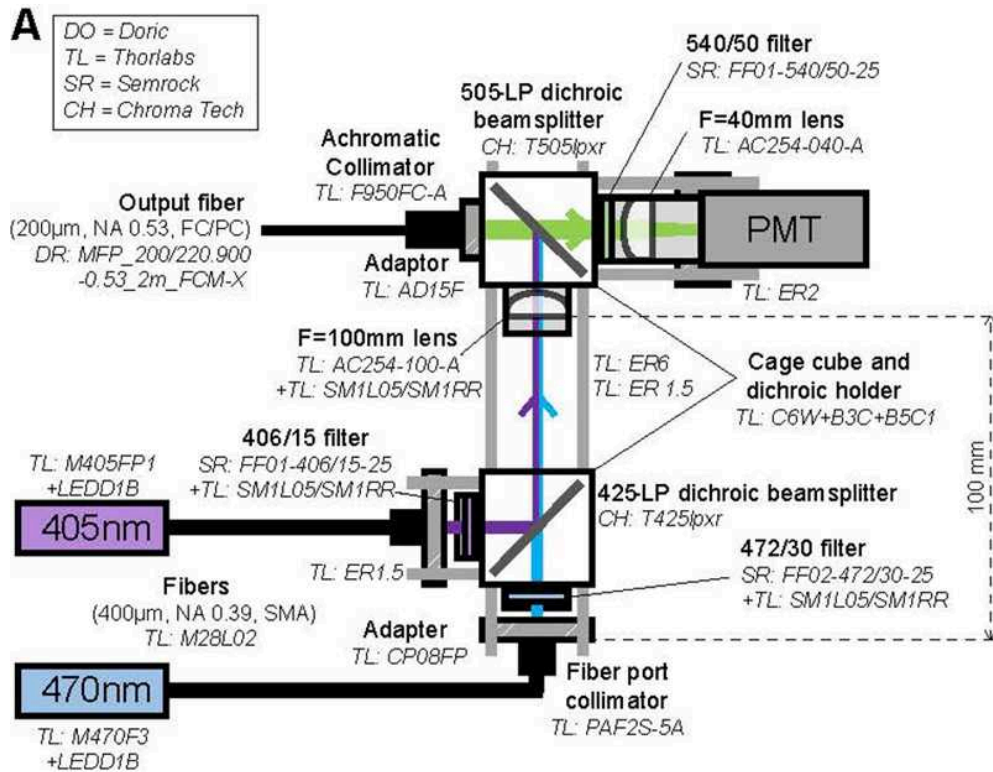 A
DO = Doric
TL = Thorlabs
SR = Semrock
CH = Chroma Tech
540/50 filter
SR: FF01-540/50-25
505-LP dichroic
beamsplitter
CH: T505lpxr
F=40mm lens
TL: AC254-040-A
Achromatic
Collimator
TL: F950FC-A
Output fiber
(200µm, NA 0.53, FC/PC)
DR: MFP_200/220.900
-0.53_2m_FCM-X
PMT
Adaptor
TL: AD15F
TL: ER2
F=100mm lens
TL: AC254-100-A
+TL: SM1L05/SM1RR
TL: ER6
TL: ER 1.5
Cage cube and
dichroic holder
TL: C6W+B3C+B5C1
100 mm
406/15 filter
SR: FF01-406/15-25
+TL: SM1L05/SM1RR
TL: M405FP1
+LEDD1B
405nm
425-LP dichroic beamsplitter
CH: T425lpxr
TL: ER1.5
472/30 filter
SR: FF02-472/30-25
+TL: SM1L05/SM1RR
Fibers
(400µm, NA 0.39, SMA)
TL: M28L02
Adapter
TL: CP08FP
Fiber port
collimator
TL: PAF2S-5A
470nm
TL: M470F3
+LEDD1B